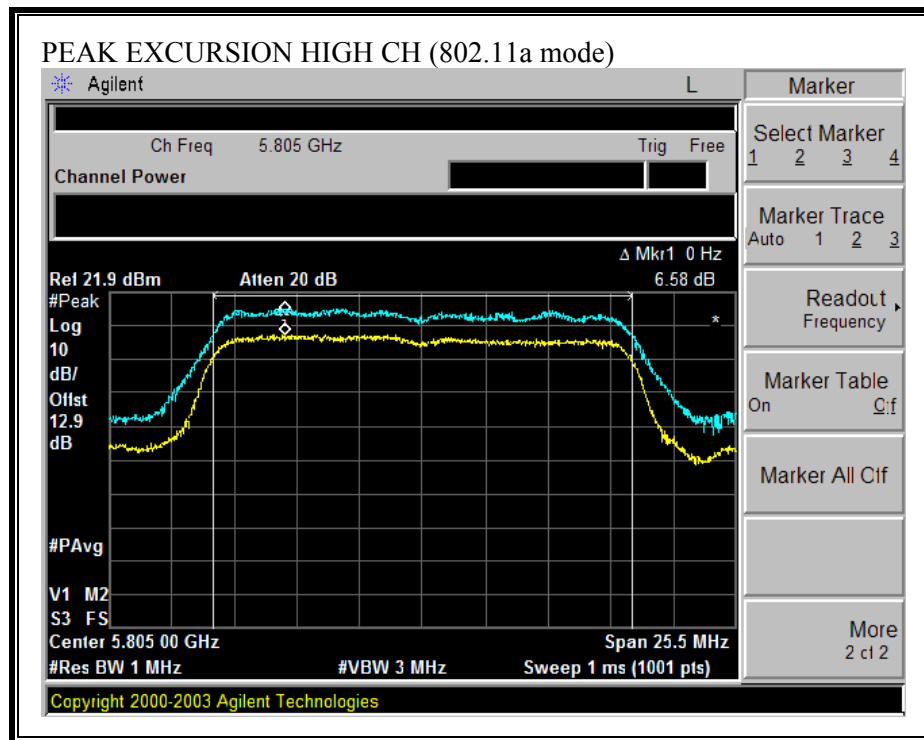 PEAK EXCURSION HIGH CH (802.11a mode)
Agilent L
Marker
Ch Freq 5.805 GHz Trig Free
Channel Power
Δ Mkr1 0 Hz
Ref 21.9 dBm Atten 20 dB 6.58 dB
#Peak
Log
10
dB/
Offst
12.9
dB
#PAvg
V1 M2
S3 FS
Center 5.805 00 GHz Span 25.5 MHz
#Res BW 1 MHz #VBW 3 MHz Sweep 1 ms (1001 pts)
Copyright 2000-2003 Agilent Technologies
Select Marker
1 2 3 4
Marker Trace
Auto 1 2 3
Readout
Frequency
Marker Table
On Off
Marker All Off
More
2 of 2